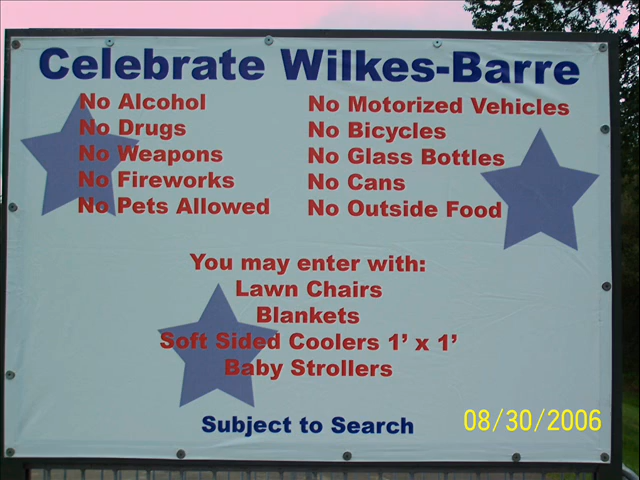 Celebrate Wilkes-Barre
No Alcohol
No Drugs
No Weapons
No Fireworks
No Pets Allowed
No Motorized Vehicles
No Bicycles
No Glass Bottles
No Cans
No Outside Food
You may enter with:
Lawn Chairs
Blankets
Soft Sided Coolers 1' x 1'
Baby Strollers
Subject to Search
08/30/2006